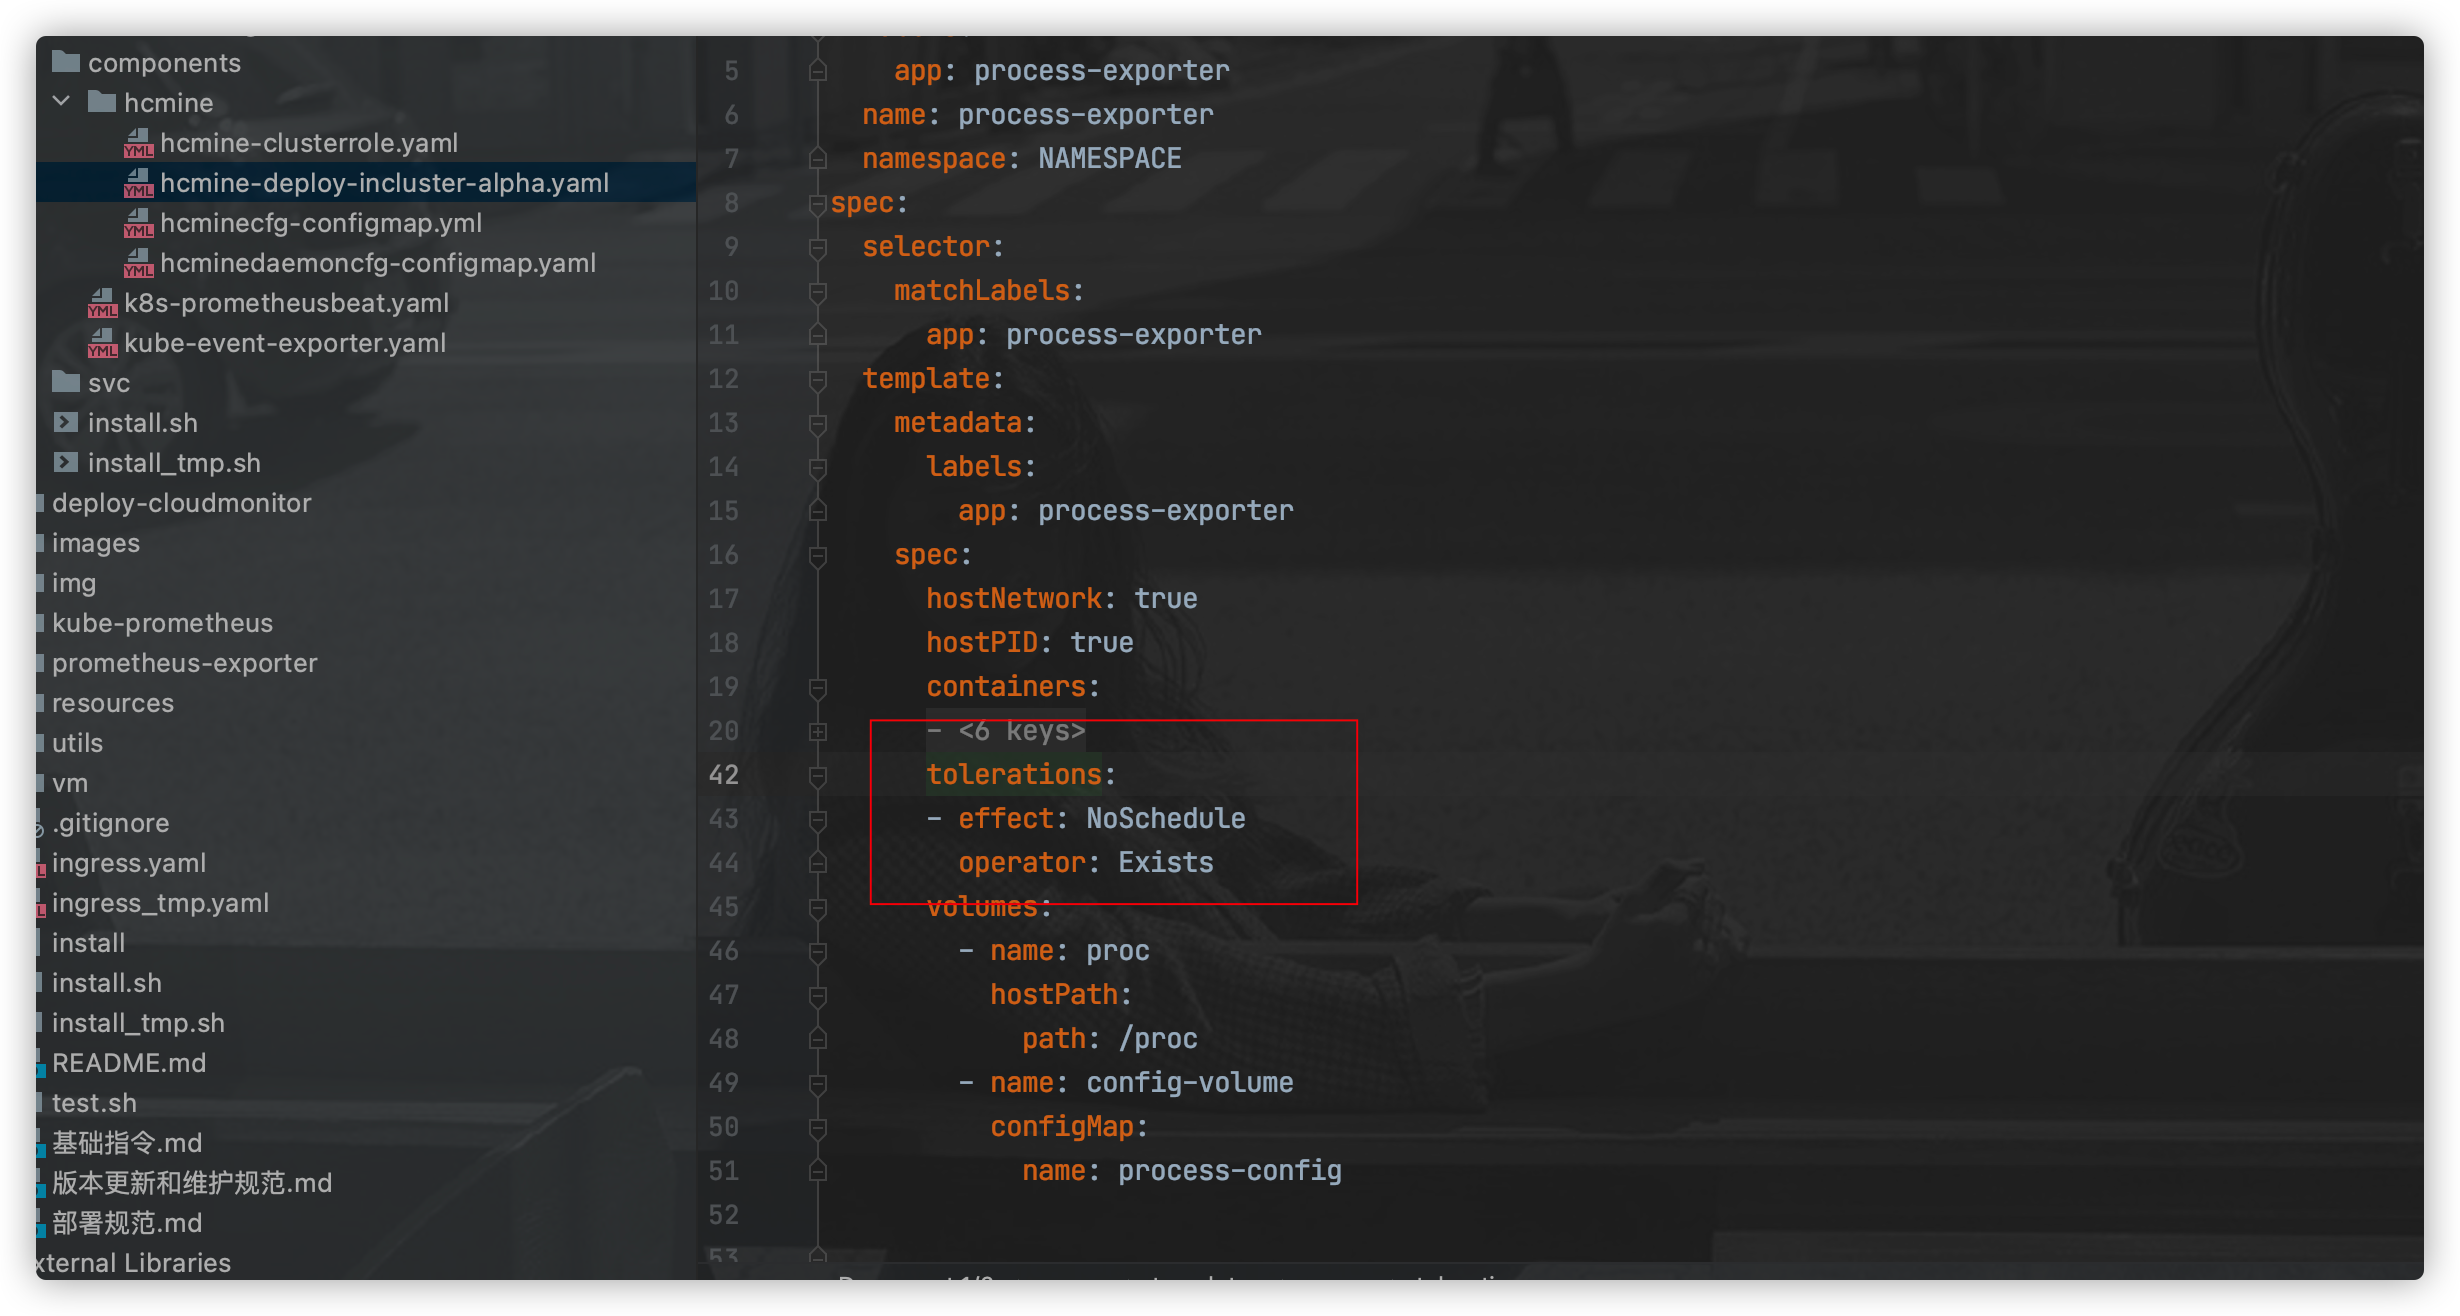 components
hcmine
hcmine-clusterrole.yaml
hcmine-deploy-incluster-alpha.yaml
hcminecfg-configmap.yml
hcminedaemoncfg-configmap.yaml
k8s-prometheusbeat.yaml
kube-event-exporter.yaml
svc
install.sh
install_tmp.sh
deploy-cloudmonitor
images
img
kube-prometheus
prometheus-exporter
resources
utils
vm
.gitignore
ingress.yaml
ingress_tmp.yaml
install
install.sh
install_tmp.sh
README.md
test.sh
基础指令.md
版本更新和维护规范.md
部署规范.md
xternal Libraries
5 app: process-exporter
6 name: process-exporter
7 namespace: NAMESPACE
8 spec:
9 selector:
10 matchLabels:
11 app: process-exporter
12 template:
13 metadata:
14 labels:
15 app: process-exporter
16 spec:
17 hostNetwork: true
18 hostPID: true
19 containers:
20 - <6 keys>
42 tolerations:
43 - effect: NoSchedule
44 operator: Exists
45 volumes:
46 - name: proc
47 hostPath:
48 path: /proc
49 - name: config-volume
50 configMap:
51 name: process-config
52
53